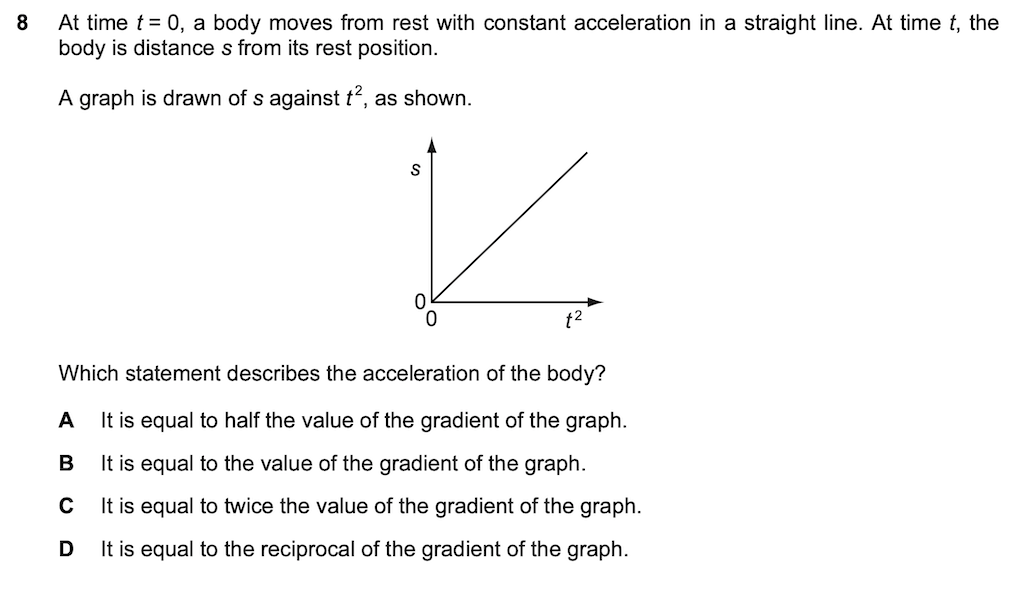 8 At time t = 0, a body moves from rest with constant acceleration in a straight line. At time t, the
body is distance s from its rest position.
A graph is drawn of s against t², as shown.
s
0
0
t²
Which statement describes the acceleration of the body?
A It is equal to half the value of the gradient of the graph.
B It is equal to the value of the gradient of the graph.
C It is equal to twice the value of the gradient of the graph.
D It is equal to the reciprocal of the gradient of the graph.